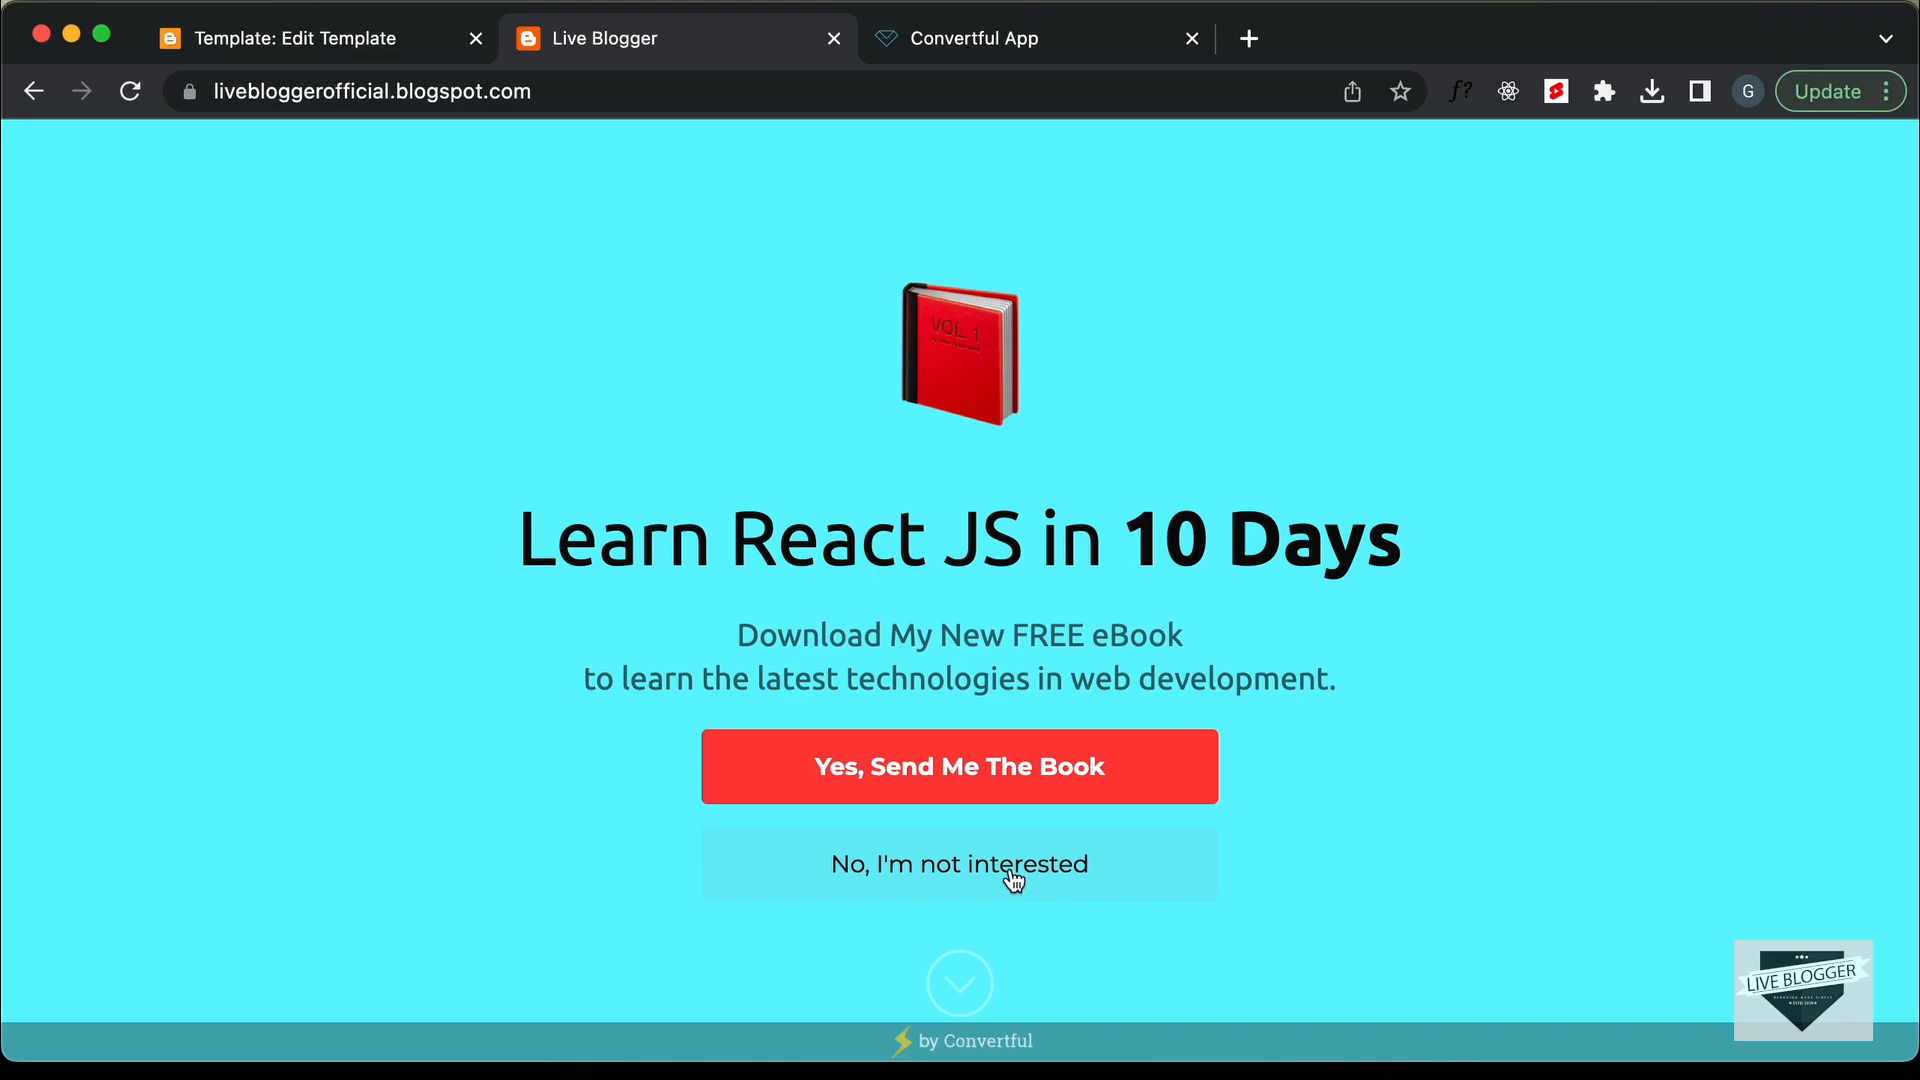 Template: Edit Template
Live Blogger
Convertful App
livebloggerofficial.blogspot.com
f?
G
Update
VOL. 1
Learn React JS in 10 Days
Download My New FREE eBook
to learn the latest technologies in web development.
Yes, Send Me The Book
No, I'm not interested
LIVE BLOGGER
by Convertful